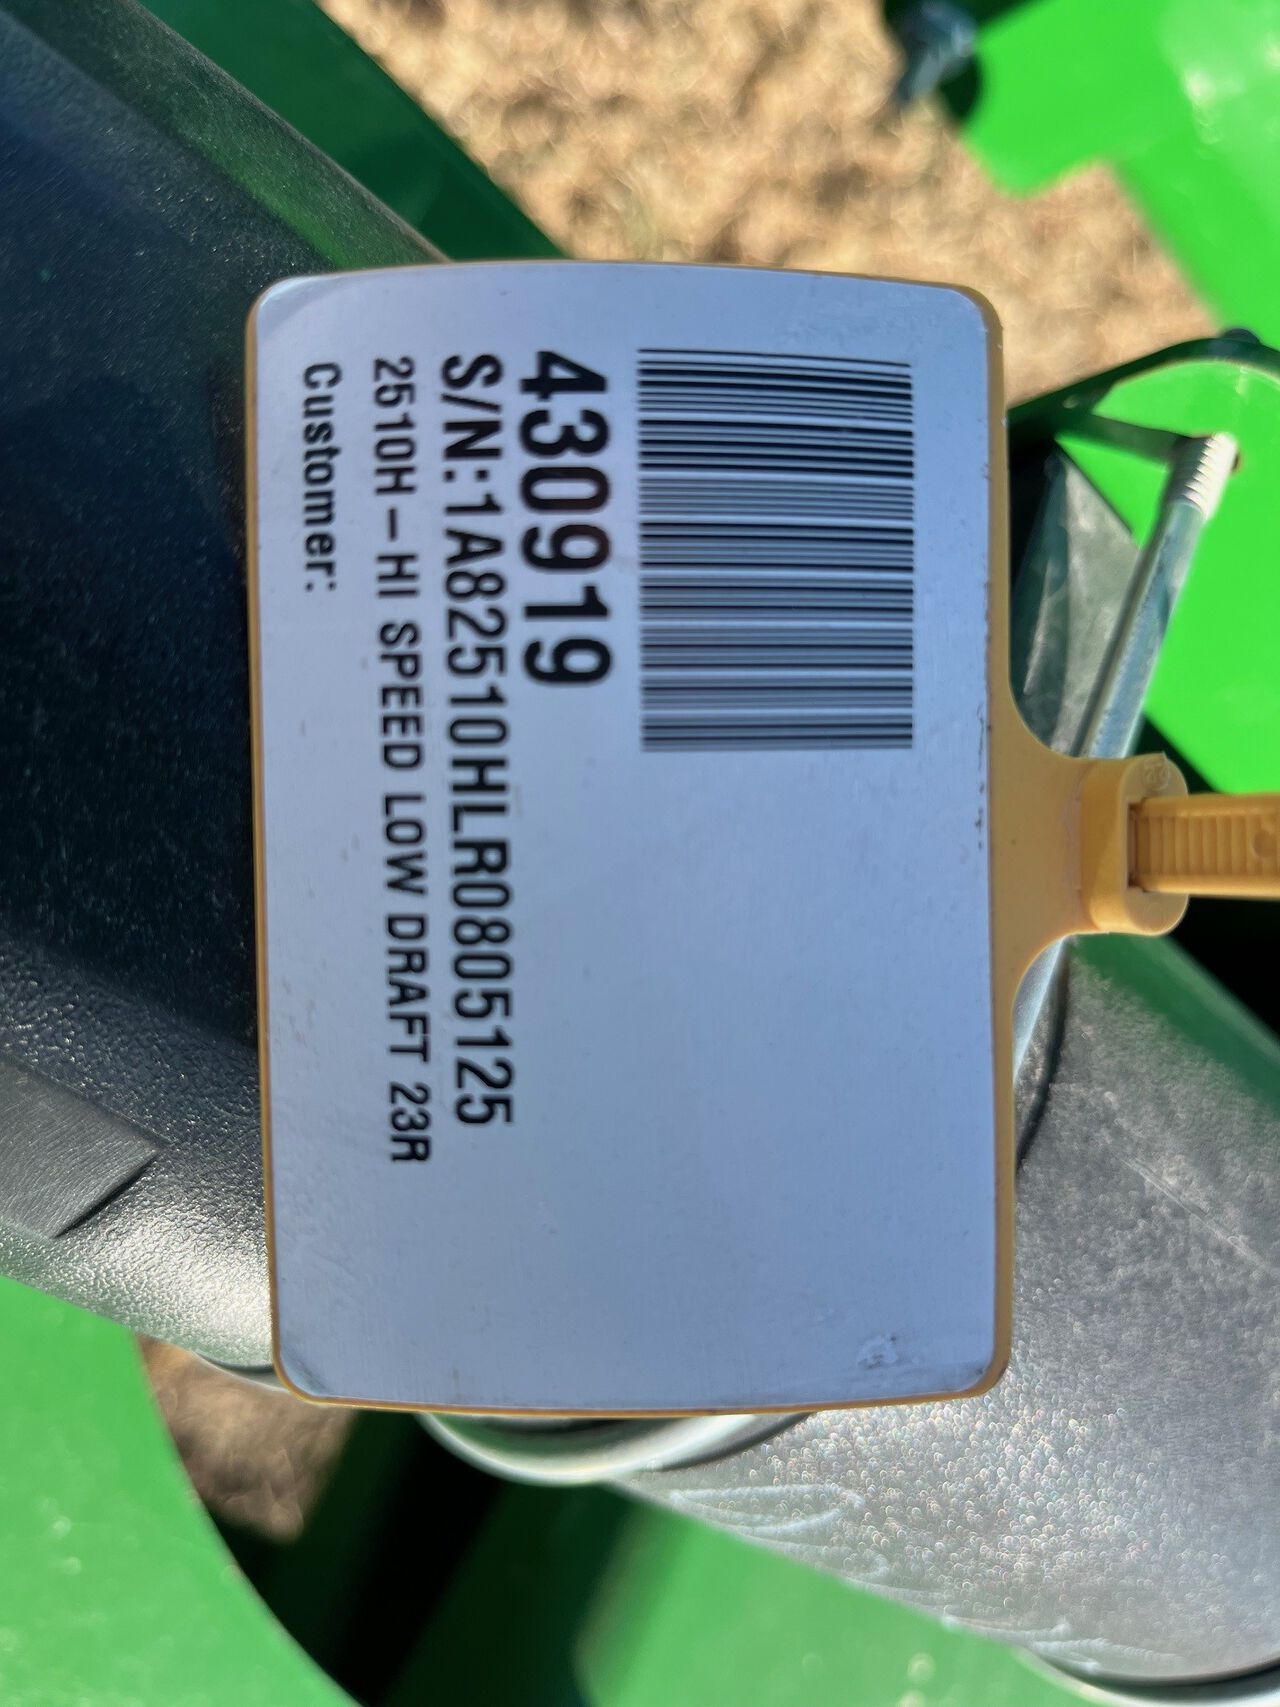 430919
S/N:1A82510HLR0805125
2510H-HI SPEED LOW DRAFT 23R
Customer: